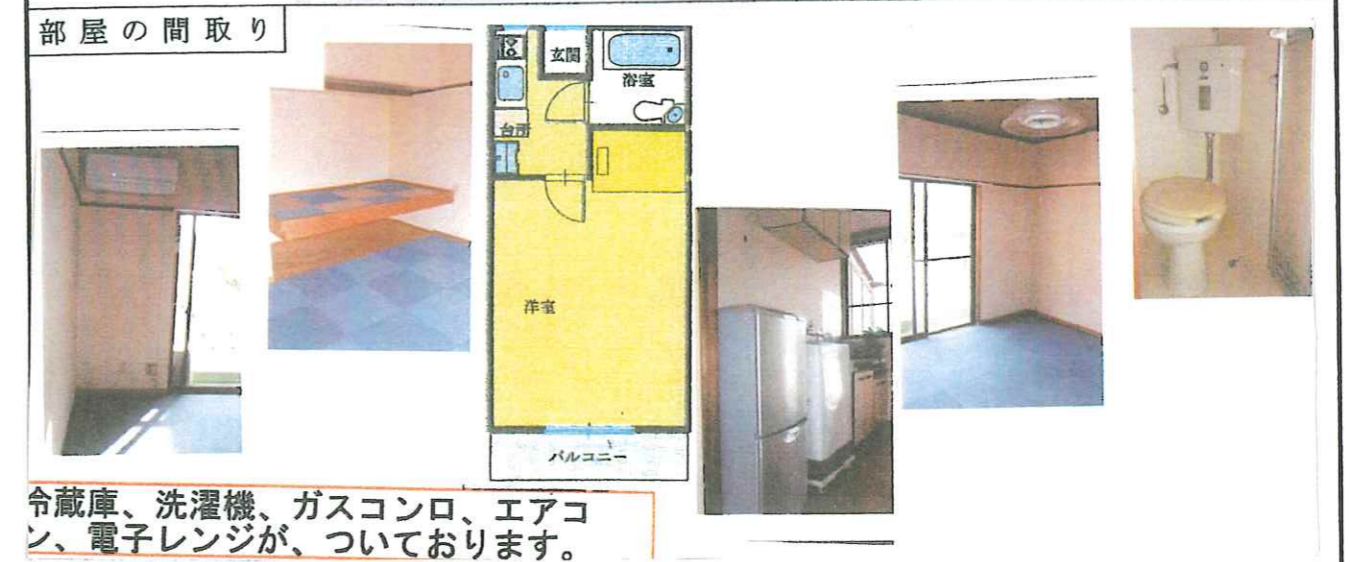 部屋の間取り
玄関
浴室
台所
洋室
バルコニー
冷蔵庫、洗濯機、ガスコンロ、エアコ
ン、電子レンジが、ついております。